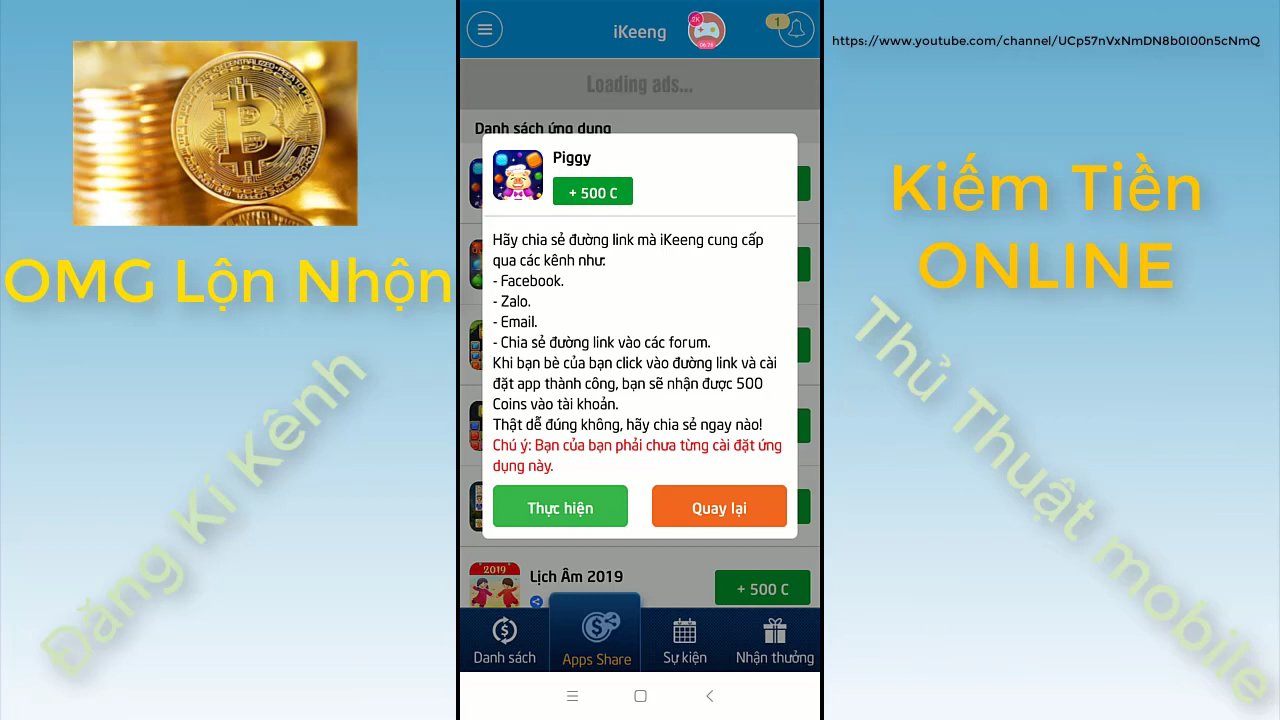 iKeeng
2K
1
https://www.youtube.com/channel/UCp57nVxNmDN8b0I00n5cNmQ
Loading ads...
Danh sách ứng dụng
Piggy
+ 500 C
Hãy chia sẻ đường link mà iKeeng cung cấp
qua các kênh như:
- Facebook.
- Zalo.
- Email.
- Chia sẻ đường link vào các forum.
Khi bạn bè của bạn click vào đường link và cài
đặt app thành công, bạn sẽ nhận được 500
Coins vào tài khoản.
Thật dễ đúng không, hãy chia sẻ ngay nào!
Chú ý: Bạn của bạn phải chưa từng cài đặt ứng
dụng này.
Thực hiện
Quay lại
2019
Lịch Âm 2019
+ 500 C
Danh sách
Apps Share
Sự kiện
Nhận thưởng
OMG Lộn Nhộn
Đăng Kí Kênh
Kiếm Tiền
ONLINE
Thủ Thuật mobile